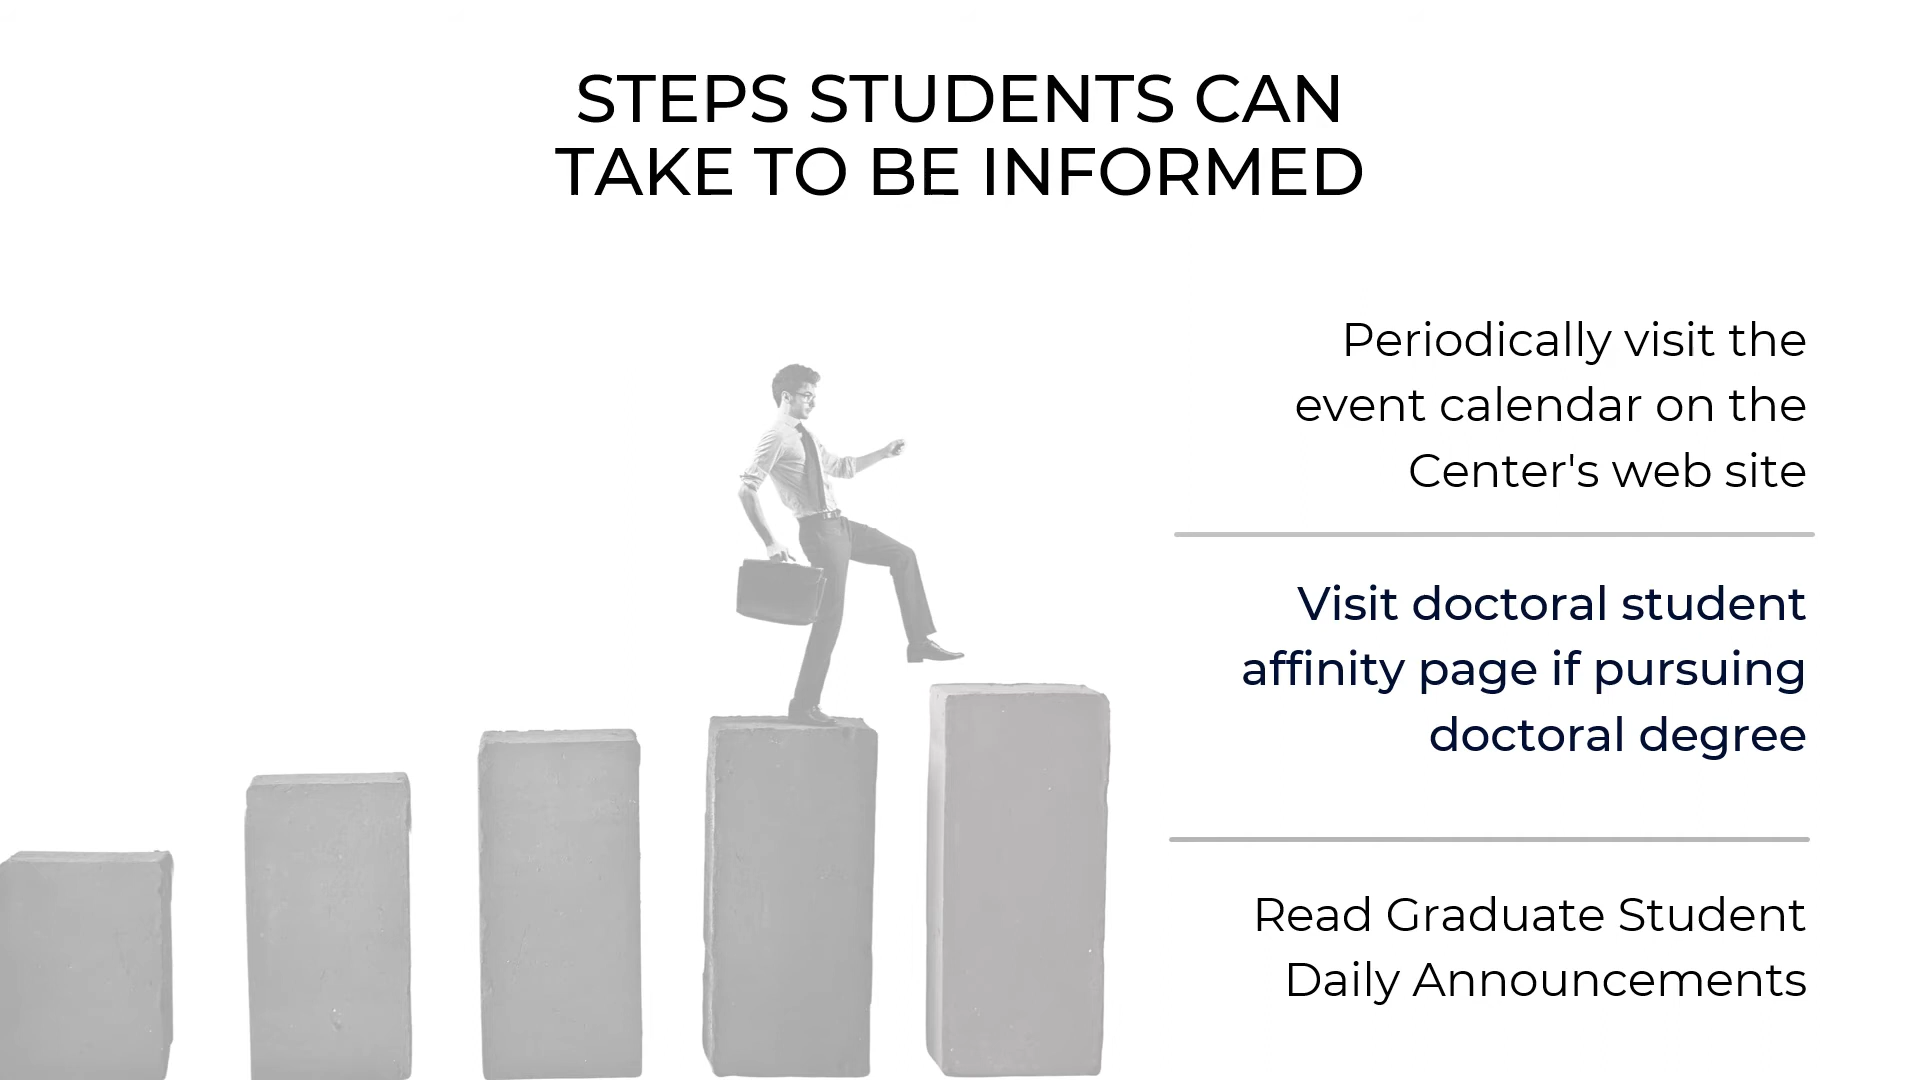 STEPS STUDENTS CAN
TAKE TO BE INFORMED
Periodically visit the
event calendar on the
Center's web site
Visit doctoral student
affinity page if pursuing
doctoral degree
Read Graduate Student
Daily Announcements